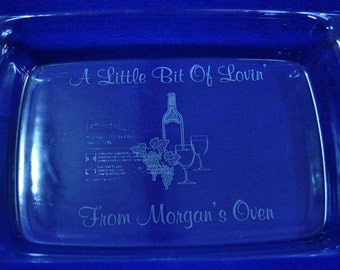 A Little Bit Of Lovin'
From Morgan's Oven